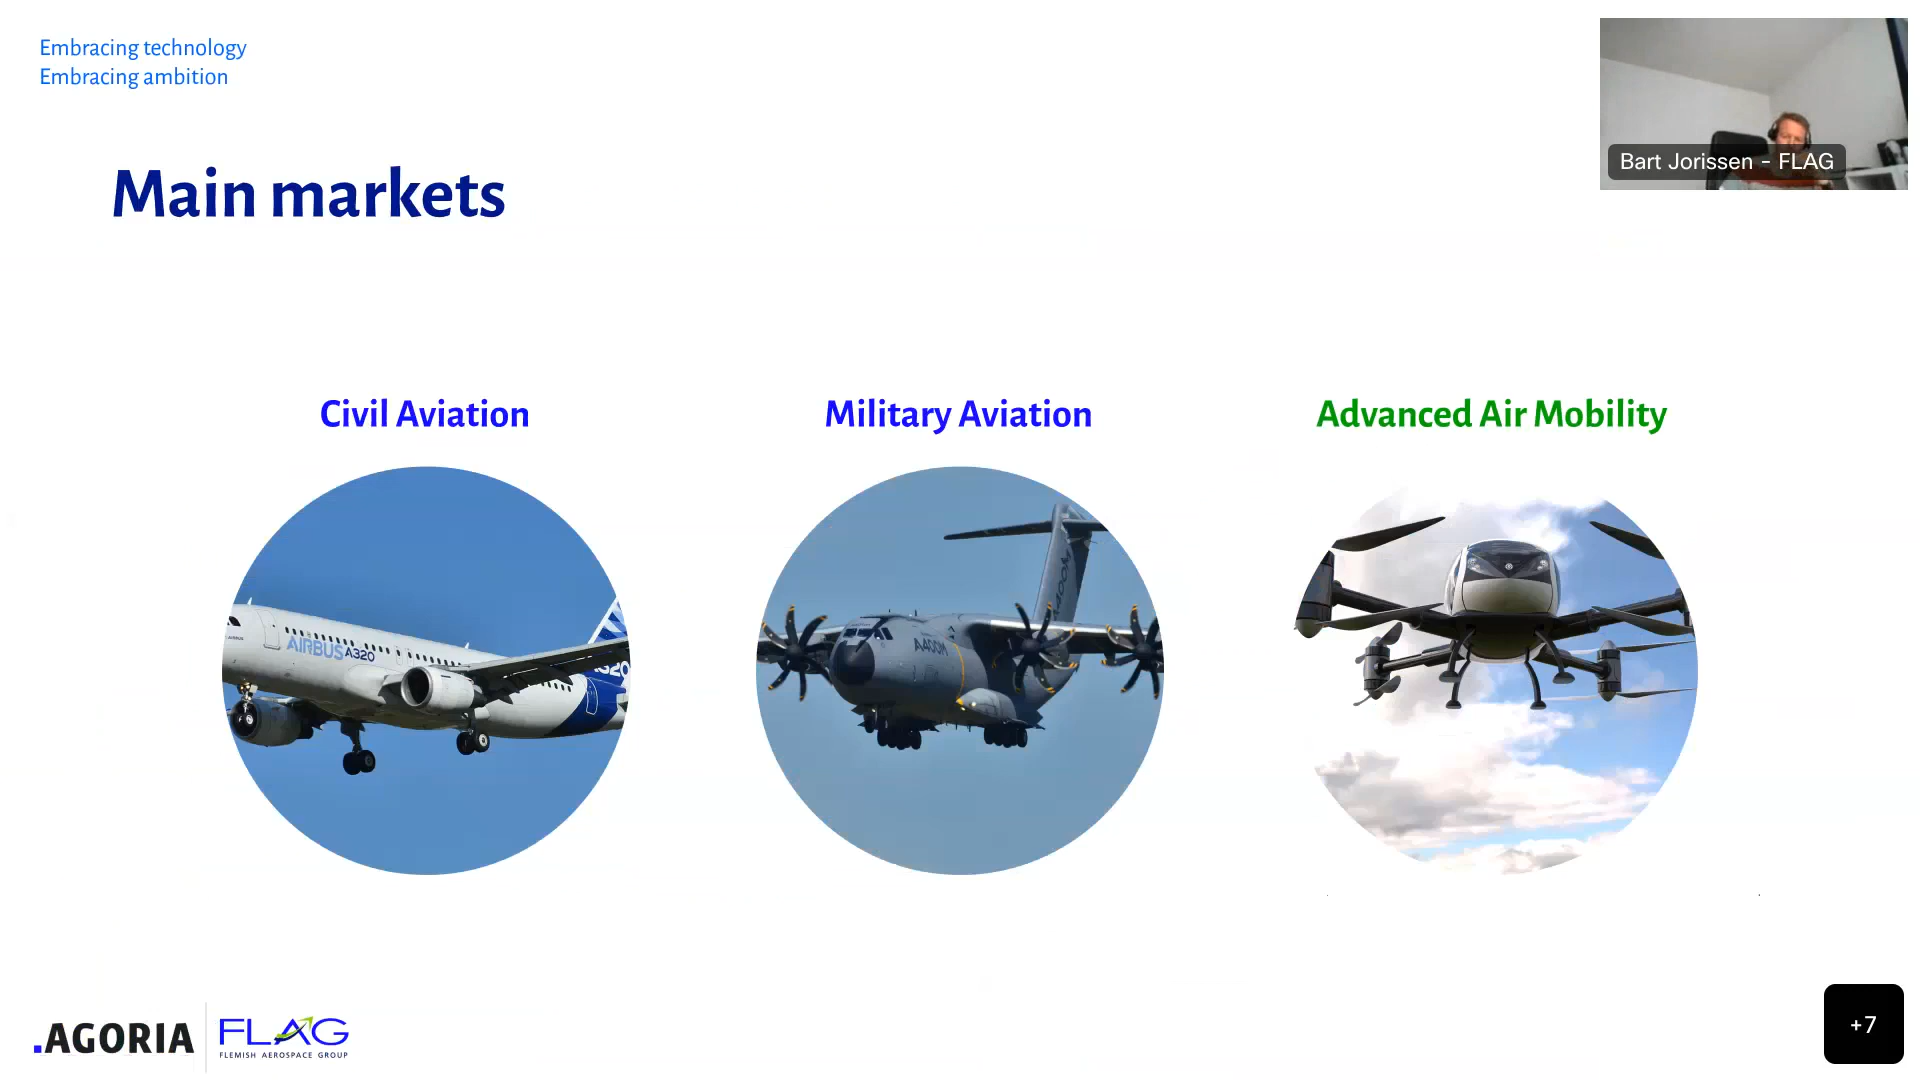 Embracing technology
Embracing ambition
Bart Jorissen - FLAG
Main markets
Civil Aviation
Military Aviation
Advanced Air Mobility
AIRBUS A320
A400M
A400M
.AGORIA
FLAG
FLEMISH AEROSPACE GROUP
+7